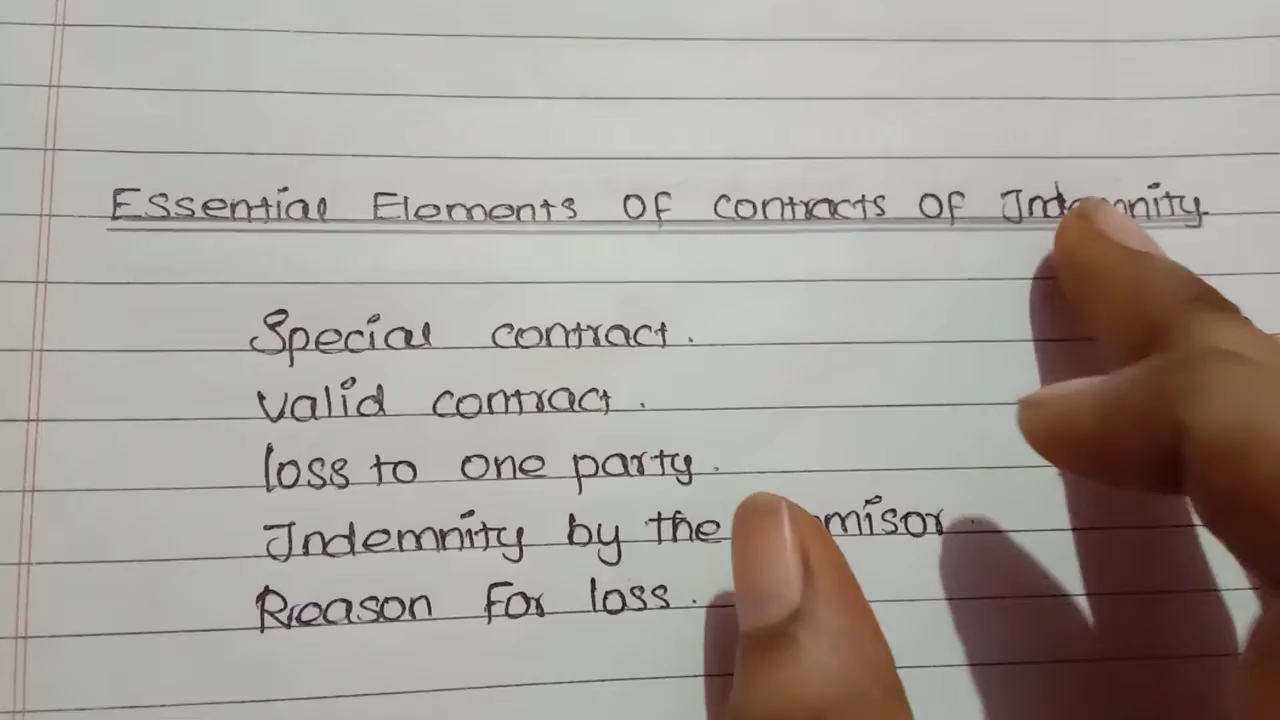 Essential Elements of contracts of Indemnity
Special contract.
valid contract.
loss to one party.
Indemnity by the
Reason for loss.